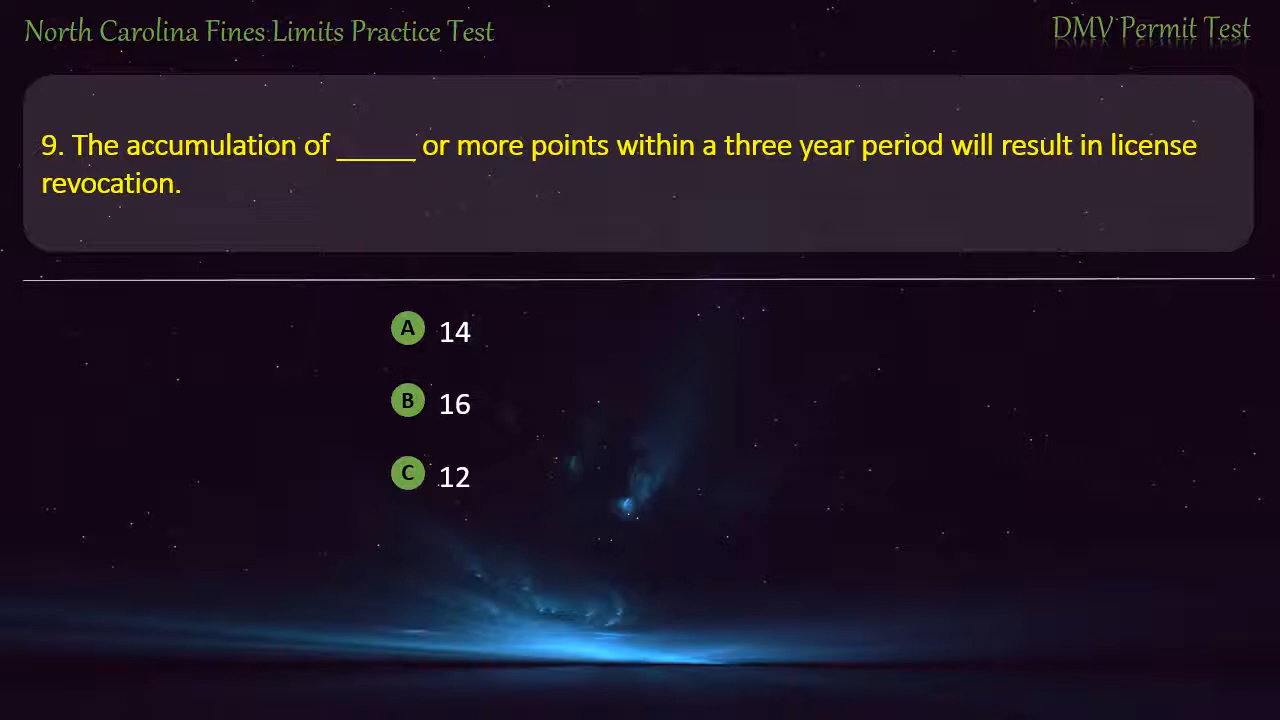 North Carolina Fines Limits Practice Test
DMV Permit Test
9. The accumulation of _____ or more points within a three year period will result in license
revocation.
A 14
B 16
C 12